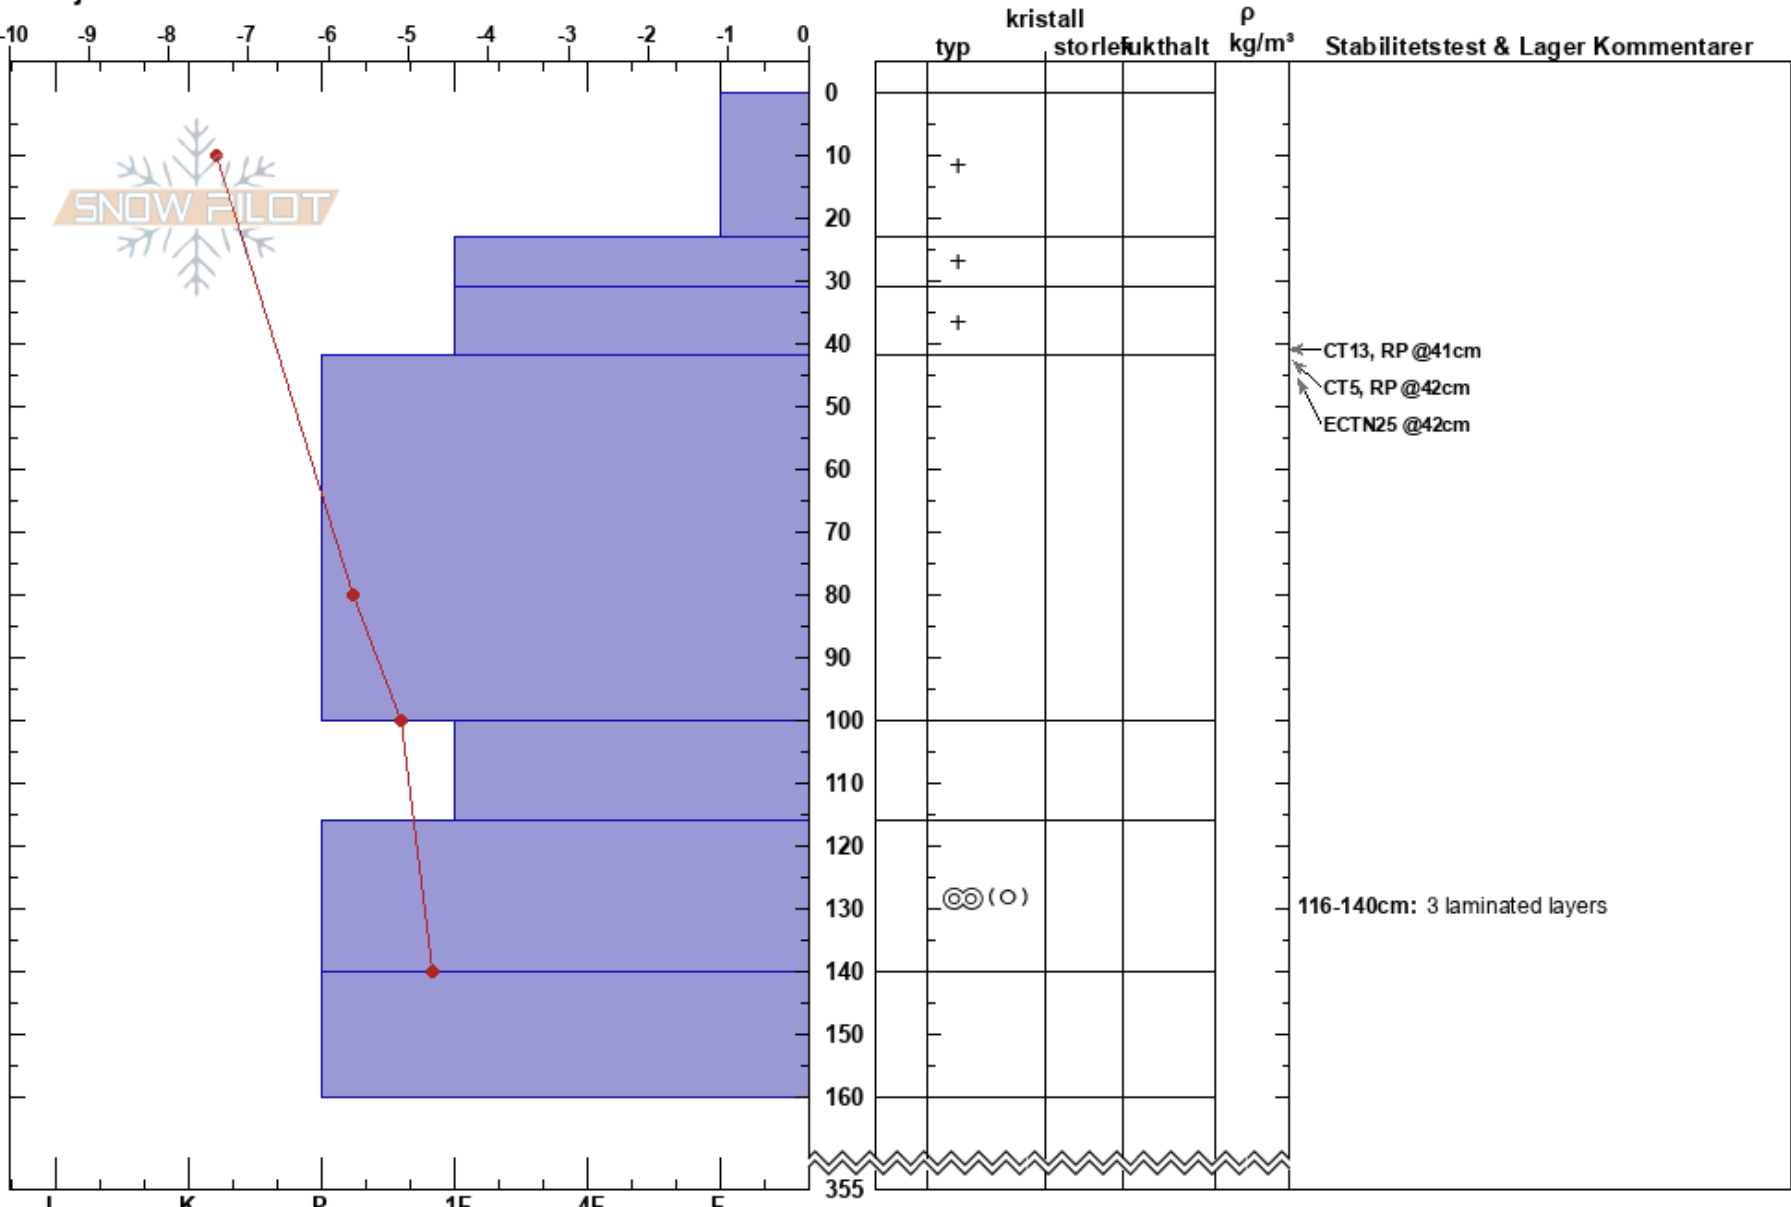 kristall ρ
-10 -9 -8 -7 -6 -5 -4 -3 -2 -1 0 typ storlek fukthalt kg/m³ Stabilitetstest & Lager Kommentarer
0
10
SNOW PILOT
20
30
40
CT13, RP @41cm
CT5, RP @42cm
50
ECTN25 @42cm
60
70
80
90
100
110
120
130 116-140cm: 3 laminated layers
140
150
160
355
I K P 1F 4F F